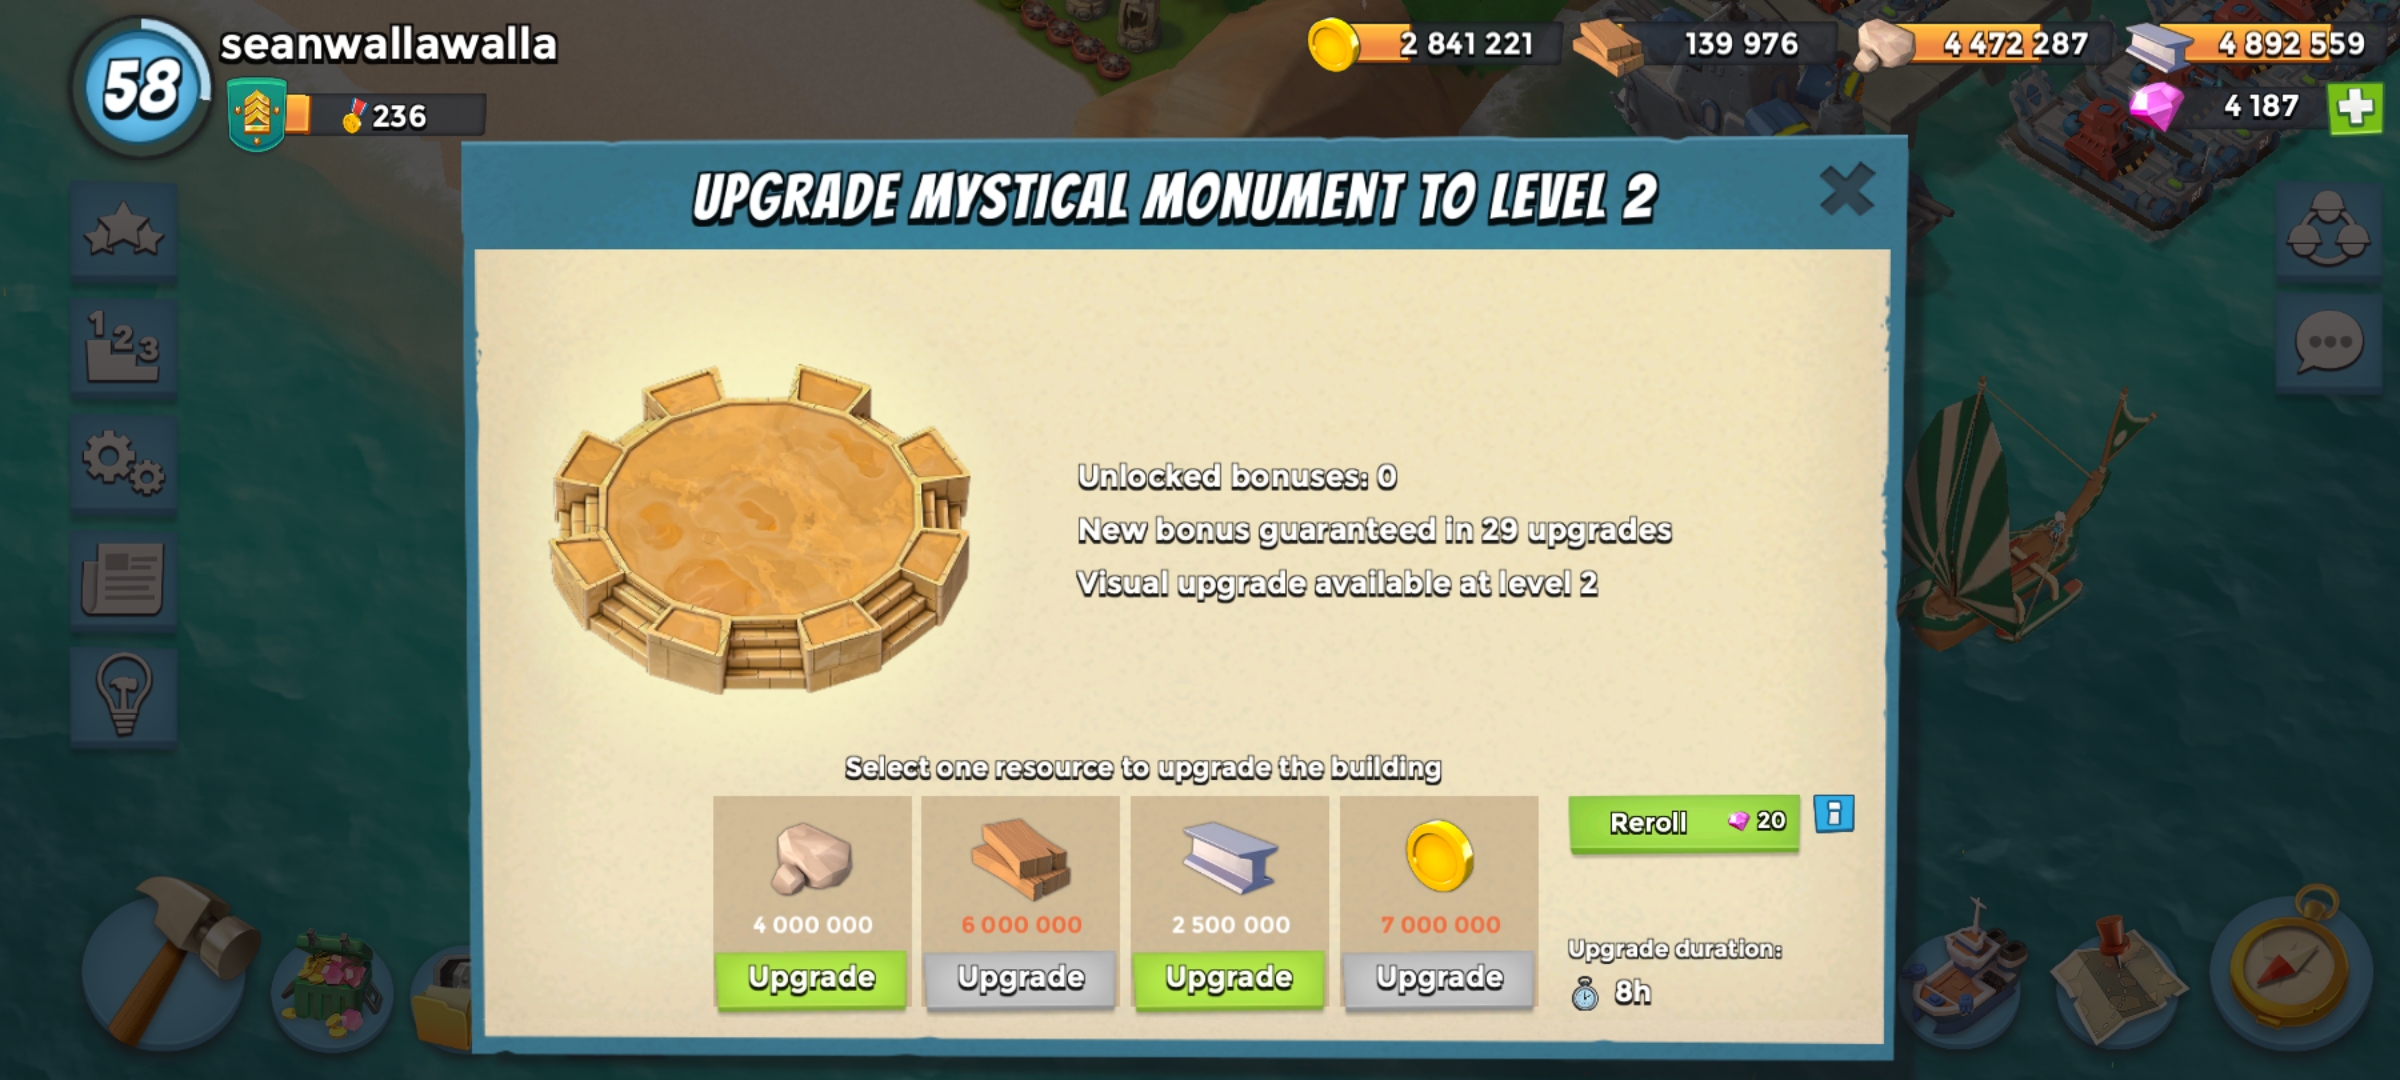 58
seanwallawalla
236
2 841 221
139 976
4 472 287
4 892 559
4 187
1 2 3
UPGRADE MYSTICAL MONUMENT TO LEVEL 2
Unlocked bonuses: 0
New bonus guaranteed in 29 upgrades
Visual upgrade available at level 2
Select one resource to upgrade the building
4 000 000
6 000 000
2 500 000
7 000 000
Upgrade
Upgrade
Upgrade
Upgrade
Reroll 20
i
Upgrade duration:
8h